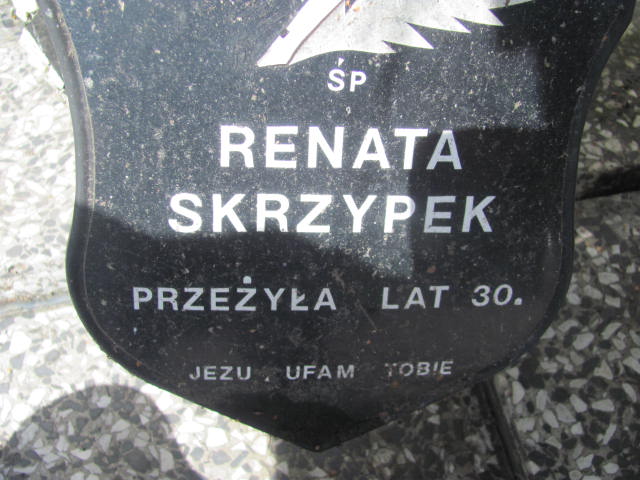 ŚP
RENATA
SKRZYPEK
PRZEŻYŁA LAT 30.
JEZU UFAM TOBIE